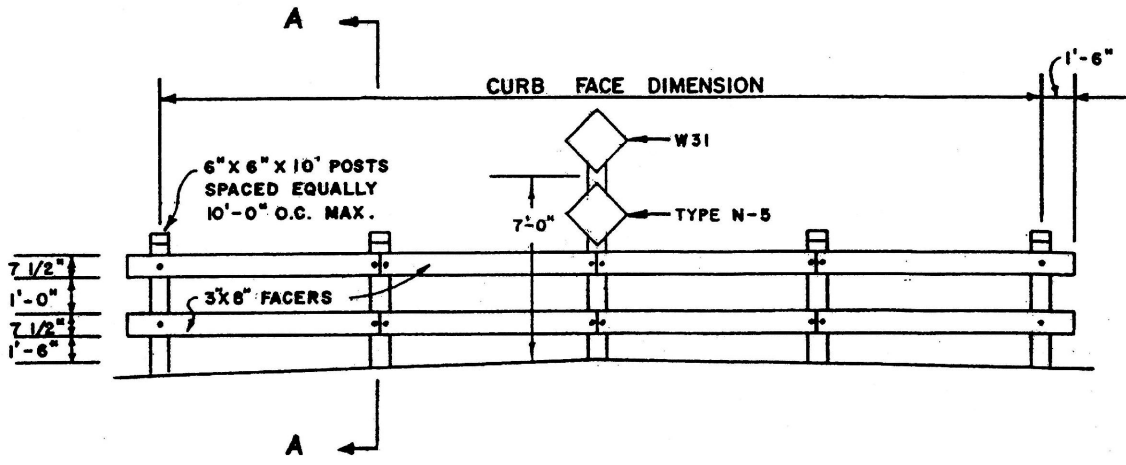 A
1'-6"
CURB FACE DIMENSION
W31
6" X 6" X 10' POSTS
SPACED EQUALLY
10'-0" O.C. MAX.
7'-0"
TYPE N-5
7 1/2"
1'-0"
3"X8" FACERS
7 1/2"
1'-6"
A